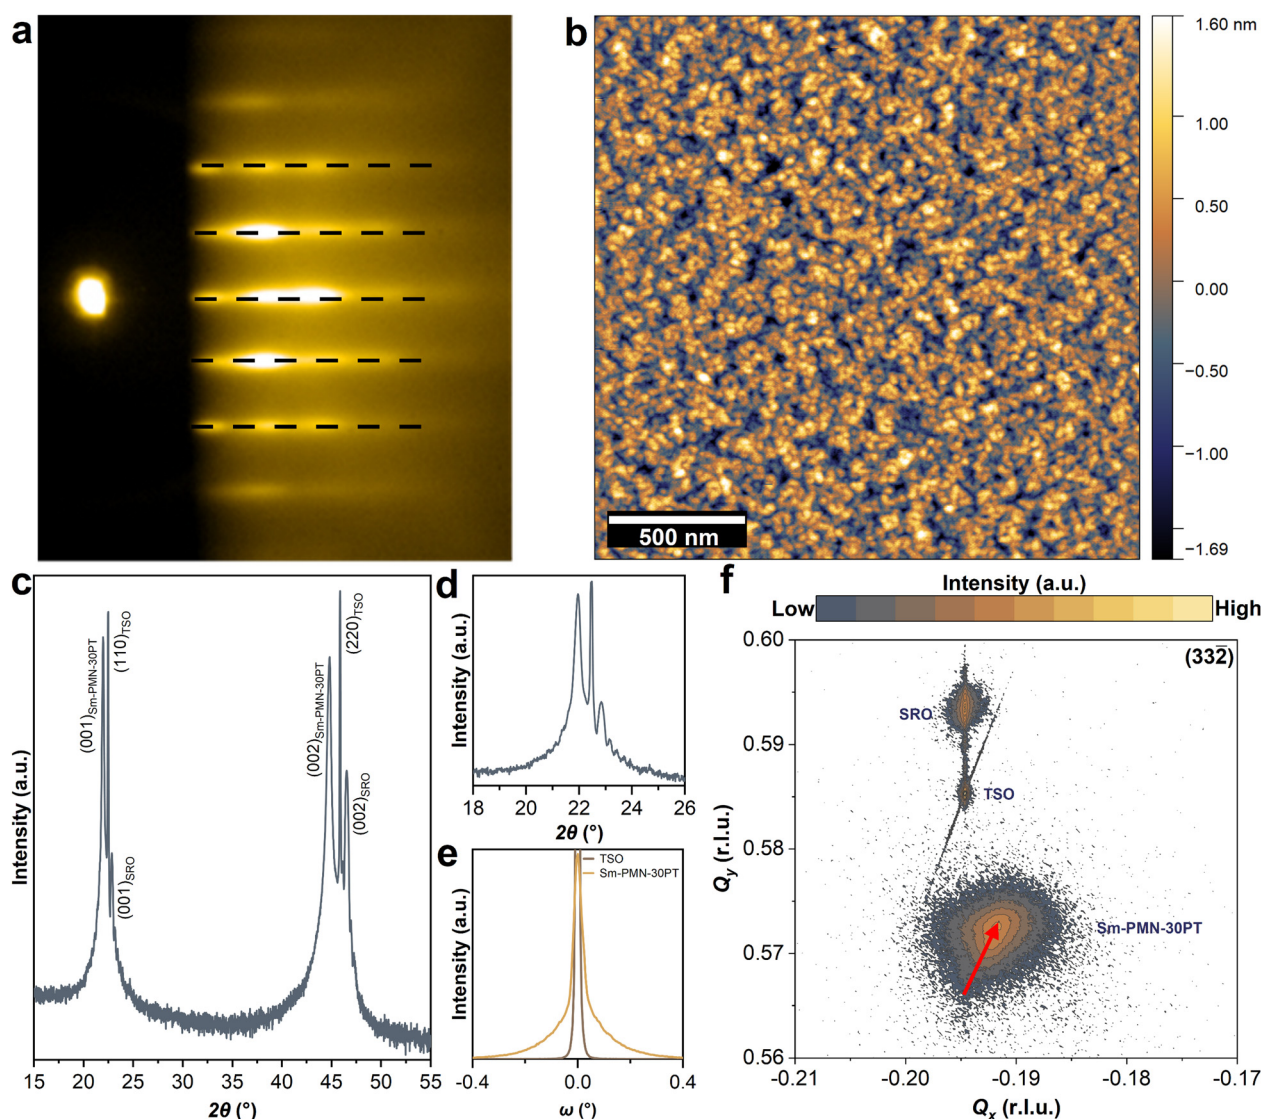 a
b
1.60 nm
1.00
0.50
0.00
−0.50
−1.00
−1.69
500 nm
c
Intensity (a.u.)
(001)Sm-PMN-30PT
(110)TSO
(001)SRO
(002)Sm-PMN-30PT
(220)TSO
(002)SRO
15 20 25 30 35 40 45 50 55
2θ (°)
d
Intensity (a.u.)
18 20 22 24 26
2θ (°)
e
TSO
Sm-PMN-30PT
Intensity (a.u.)
-0.4 0.0 0.4
ω (°)
f
Intensity (a.u.)
Low High
(332̄)
0.60
0.59
0.58
0.57
0.56
Qy (r.l.u.)
SRO
TSO
Sm-PMN-30PT
-0.21 -0.20 -0.19 -0.18 -0.17
Qx (r.l.u.)